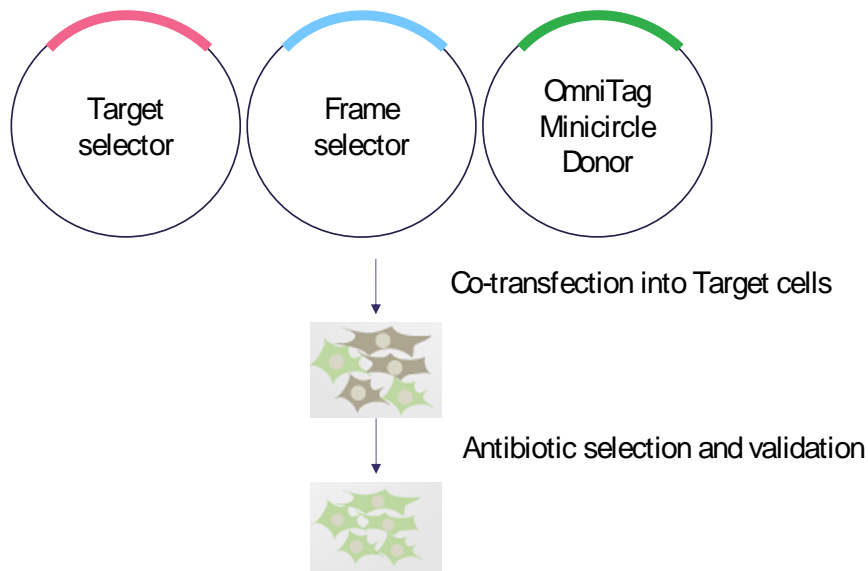 Target
selector
Frame
selector
OmniTag
Minicircle
Donor
Co-transfection into Target cells
Antibiotic selection and validation